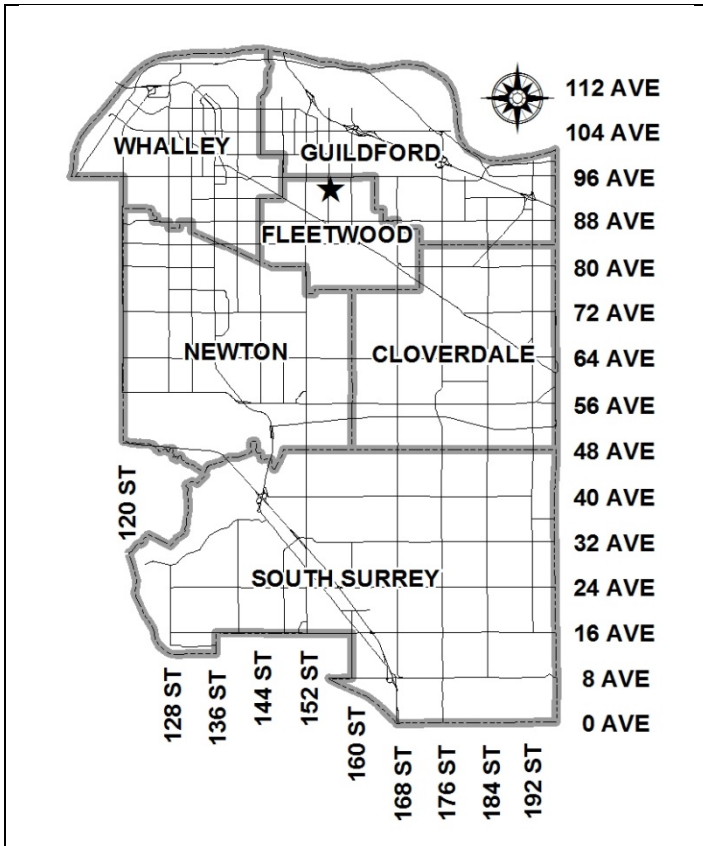 112 AVE
104 AVE
WHALLEY
GUILDFORD
96 AVE
88 AVE
FLEETWOOD
80 AVE
72 AVE
NEWTON
CLOVERDALE
64 AVE
56 AVE
48 AVE
120 ST
40 AVE
32 AVE
SOUTH SURREY
24 AVE
16 AVE
8 AVE
0 AVE
128 ST
136 ST
144 ST
152 ST
160 ST
168 ST
176 ST
184 ST
192 ST